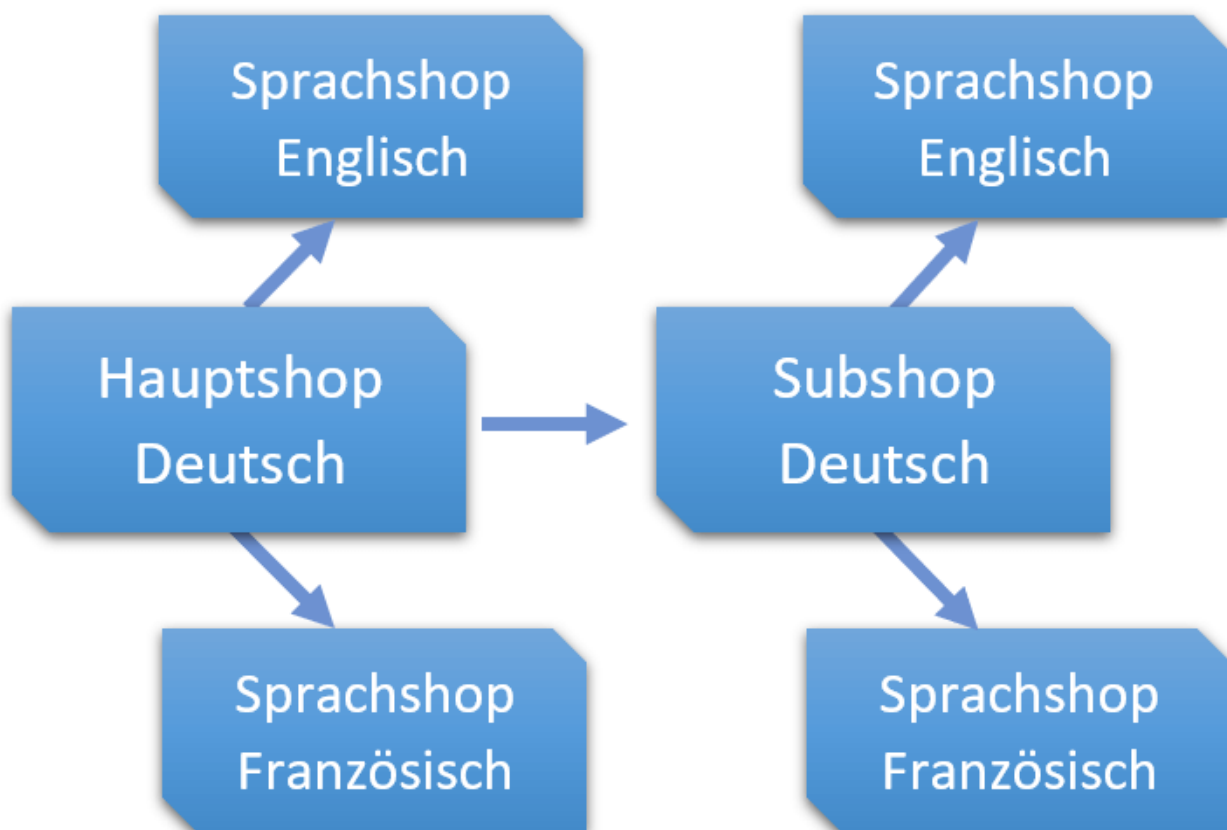 Sprachshop
Englisch
Sprachshop
Englisch
Hauptshop
Deutsch
Subshop
Deutsch
Sprachshop
Französisch
Sprachshop
Französisch